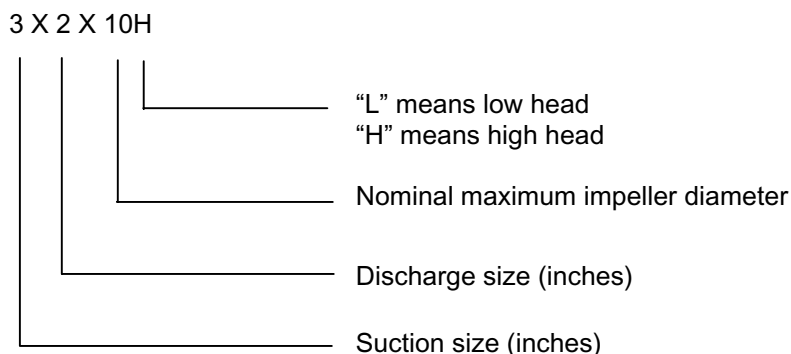 3 X 2 X 10H
“L” means low head
“H” means high head
Nominal maximum impeller diameter
Discharge size (inches)
Suction size (inches)